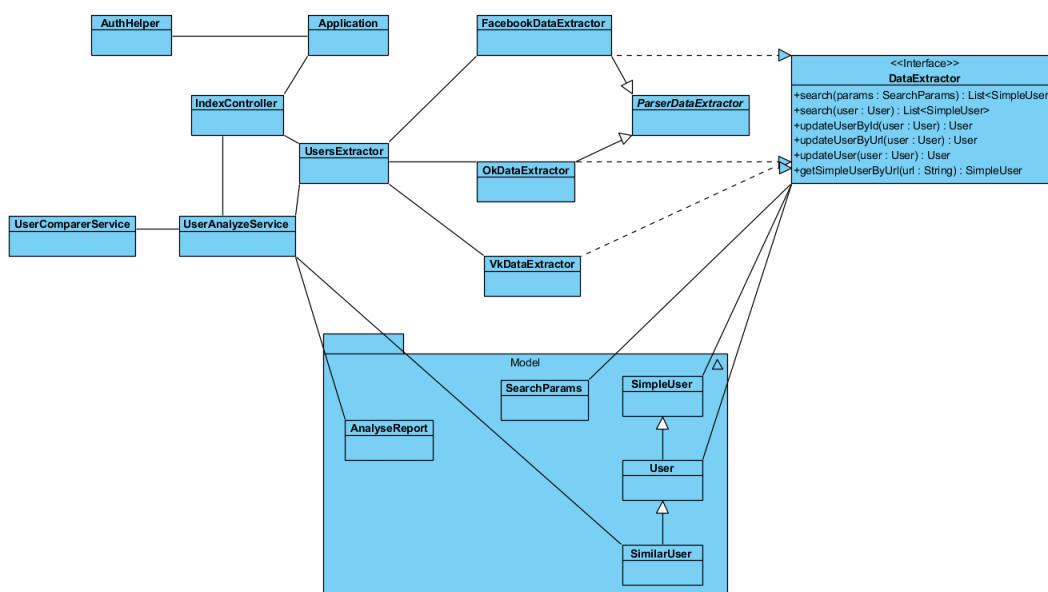 AuthHelper
Application
FacebookDataExtractor
<<Interface>>
DataExtractor
+search(params : SearchParams) : List<SimpleUser
+search(user : User) : List<SimpleUser>
+updateUserById(user : User) : User
+updateUserByUrl(user : User) : User
+updateUser(user : User) : User
+getSimpleUserByUrl(url : String) : SimpleUser
IndexController
ParserDataExtractor
UsersExtractor
OkDataExtractor
UserComparerService
UserAnalyzeService
VkDataExtractor
Model
SearchParams
SimpleUser
AnalyseReport
User
SimilarUser